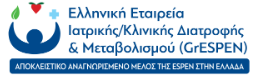 Ελληνική Εταιρεία
Ιατρικής/Κλινικής Διατροφής
& Μεταβολισμού (GrESPEN)
ΑΠΟΚΛΕΙΣΤΙΚΟ ΑΝΑΓΝΩΡΙΣΜΕΝΟ ΜΕΛΟΣ ΤΗΣ ESPEN ΣΤΗΝ ΕΛΛΑΔΑ